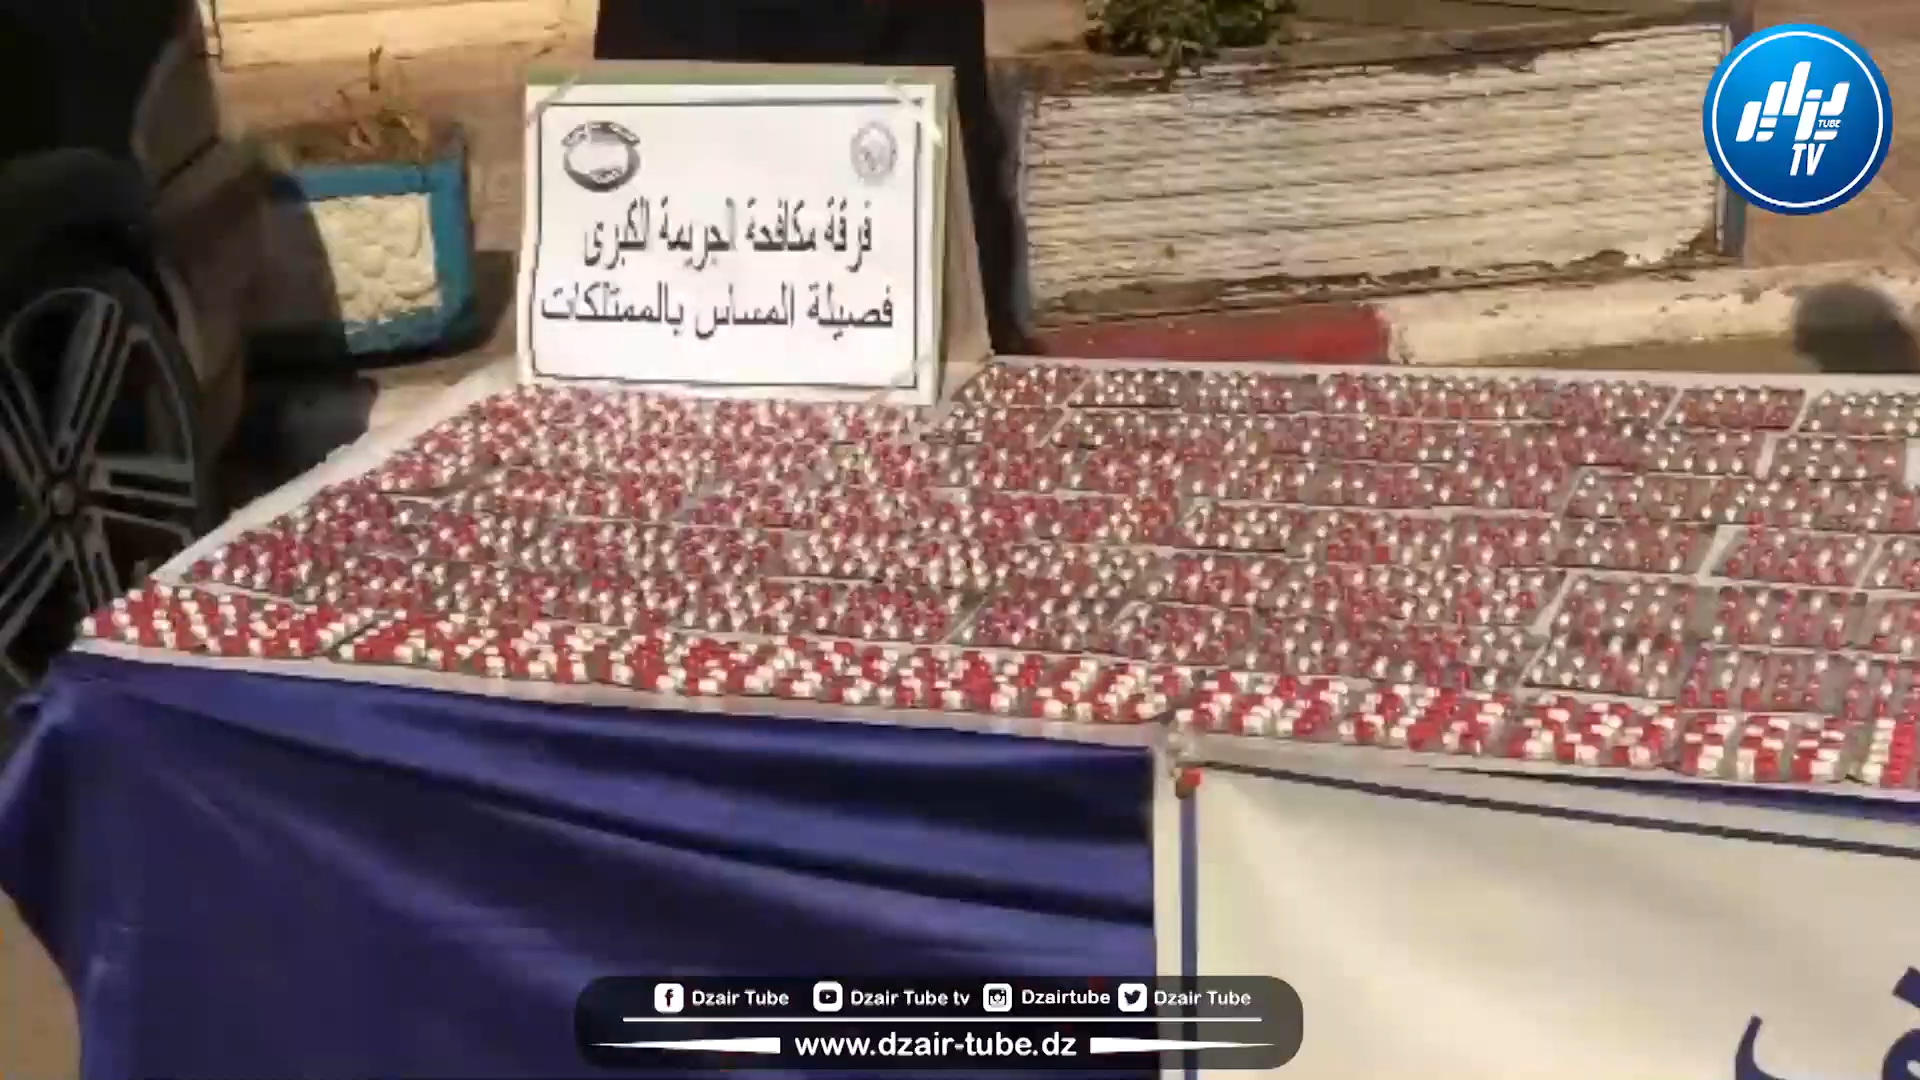 TUBE
TV
فرقة مكافحة الجريمة الكبرى
فصيلة المساس بالممتلكات
Dzair Tube Dzair Tube tv Dzairtube Dzair Tube
www.dzair-tube.dz